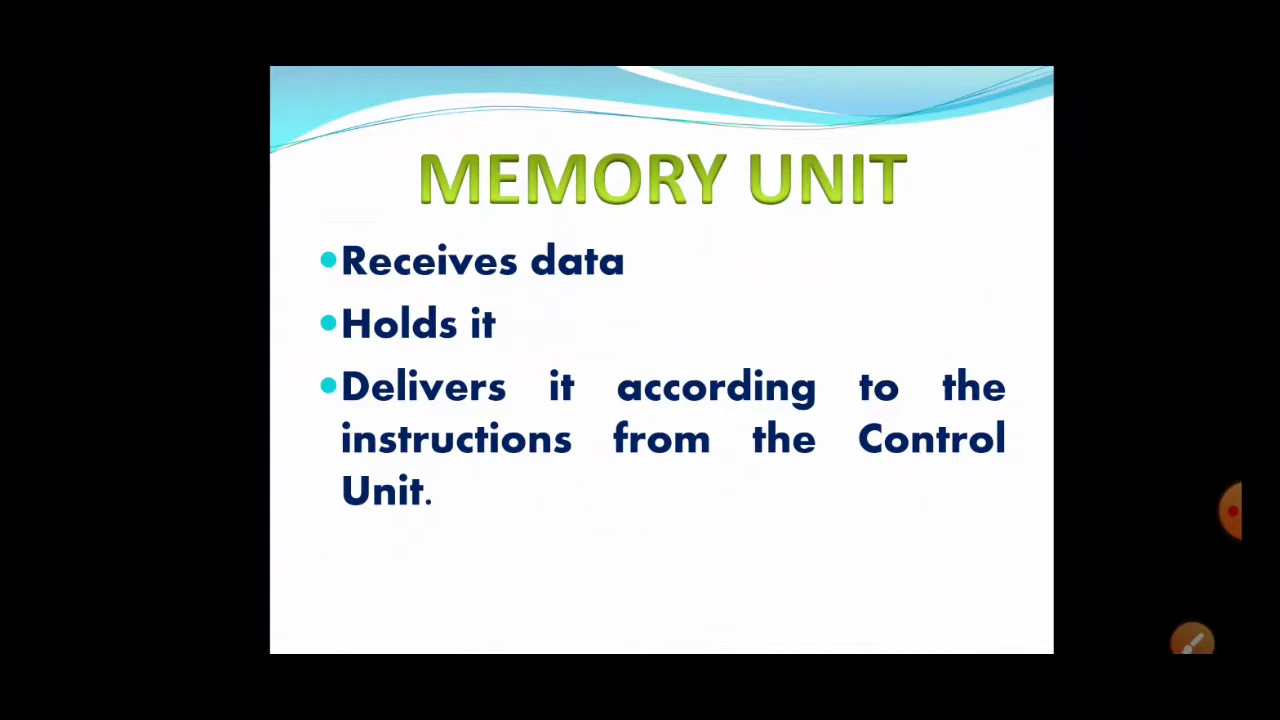 MEMORY UNIT
•Receives data
•Holds it
•Delivers it according to the
instructions from the Control
Unit.